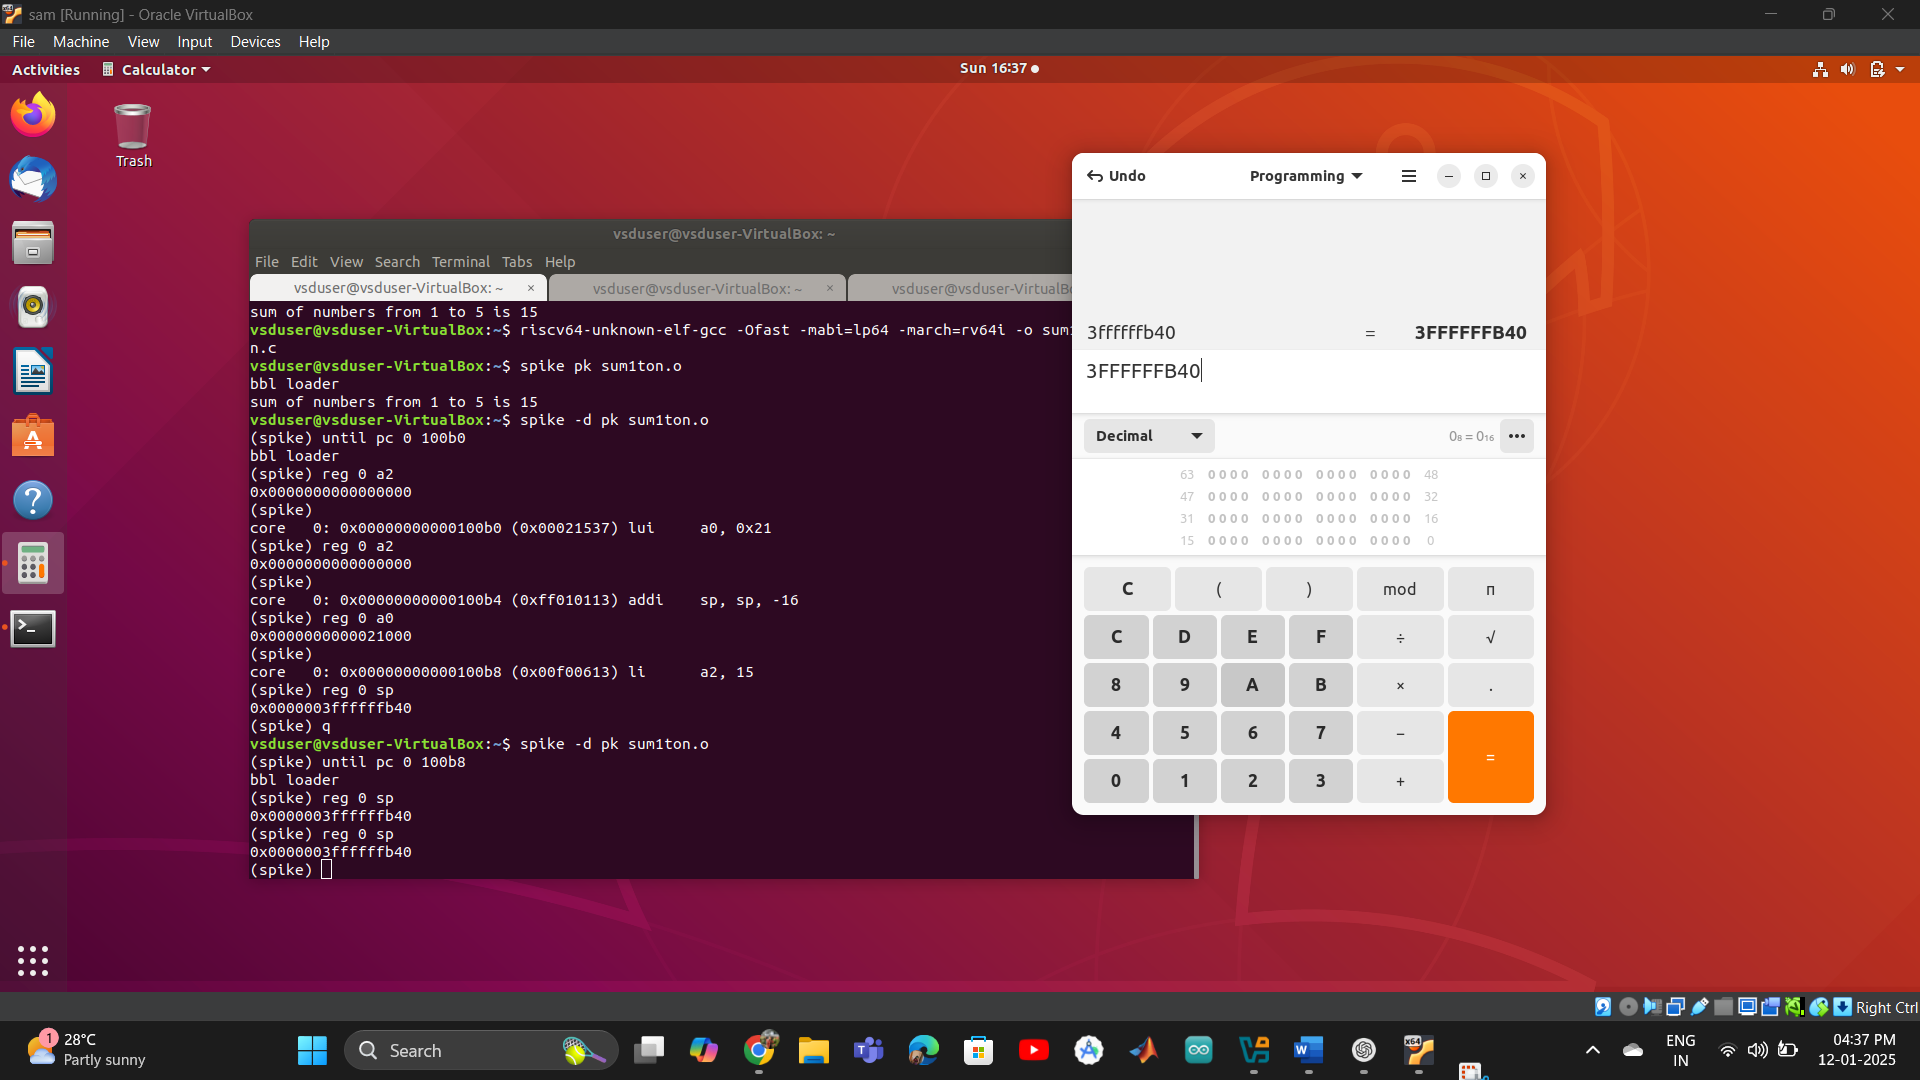 sam [Running] - Oracle VirtualBox
File Machine View Input Devices Help
Activities Calculator Sun 16:37
Trash
vsduser@vsduser-VirtualBox: ~
File Edit View Search Terminal Tabs Help
vsduser@vsduser-VirtualBox: ~ × vsduser@vsduser-VirtualBox: ~ × vsduser@vsduser-VirtualB
sum of numbers from 1 to 5 is 15
vsduser@vsduser-VirtualBox:~$ riscv64-unknown-elf-gcc -Ofast -mabi=lp64 -march=rv64i -o sum
n.c
vsduser@vsduser-VirtualBox:~$ spike pk sum1ton.o
bbl loader
sum of numbers from 1 to 5 is 15
vsduser@vsduser-VirtualBox:~$ spike -d pk sum1ton.o
(spike) until pc 0 100b0
bbl loader
(spike) reg 0 a2
0x0000000000000000
(spike)
core   0: 0x00000000000100b0 (0x00021537) lui     a0, 0x21
(spike) reg 0 a2
0x0000000000000000
(spike)
core   0: 0x00000000000100b4 (0xff010113) addi    sp, sp, -16
(spike) reg 0 a0
0x0000000000021000
(spike)
core   0: 0x00000000000100b8 (0x00f00613) li      a2, 15
(spike) reg 0 sp
0x0000003ffffffb40
(spike) q
vsduser@vsduser-VirtualBox:~$ spike -d pk sum1ton.o
(spike) until pc 0 100b8
bbl loader
(spike) reg 0 sp
0x0000003ffffffb40
(spike) reg 0 sp
0x0000003ffffffb40
(spike)
Undo Programming
3ffffffb40 = 3FFFFFFB40
3FFFFFFB40
Decimal 0₈ = 0₁₆ •••
63 0000 0000 0000 0000 48
47 0000 0000 0000 0000 32
31 0000 0000 0000 0000 16
15 0000 0000 0000 0000 0
C ( ) mod π
C D E F ÷ √
8 9 A B × .
4 5 6 7 − =
0 1 2 3 +
Right Ctrl
1 28°C
Partly sunny
Search
ENG
IN
04:37 PM
12-01-2025